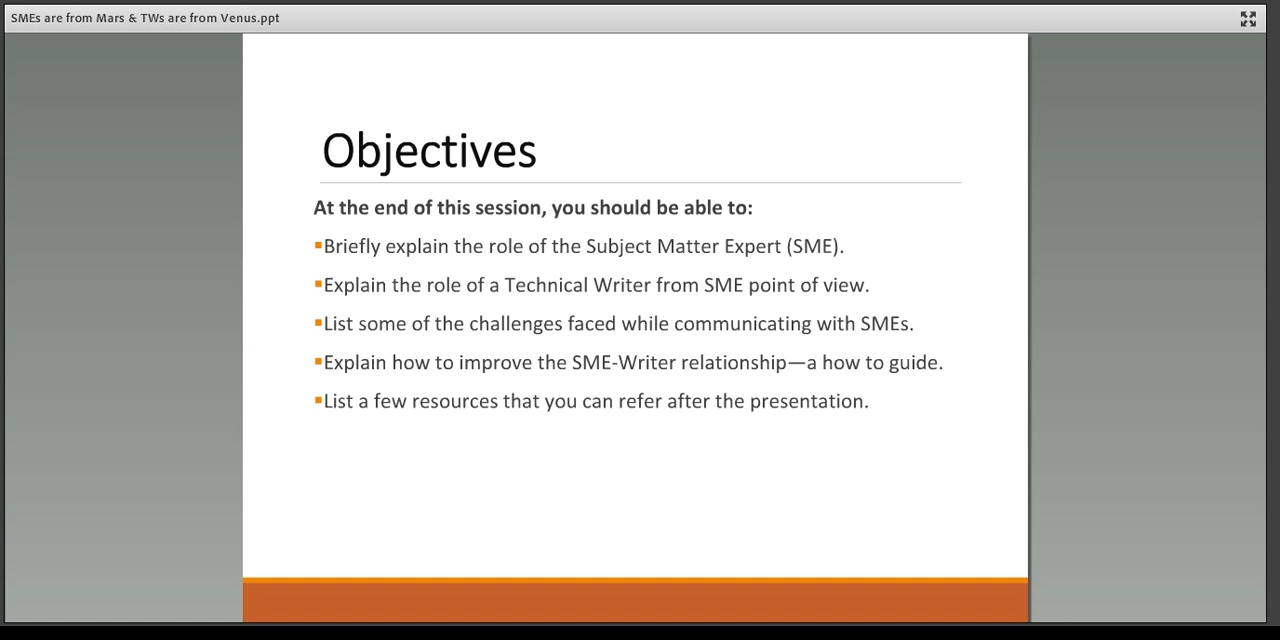 SMEs are from Mars & TWs are from Venus.ppt
Objectives
At the end of this session, you should be able to:
▪Briefly explain the role of the Subject Matter Expert (SME).
▪Explain the role of a Technical Writer from SME point of view.
▪List some of the challenges faced while communicating with SMEs.
▪Explain how to improve the SME-Writer relationship—a how to guide.
▪List a few resources that you can refer after the presentation.